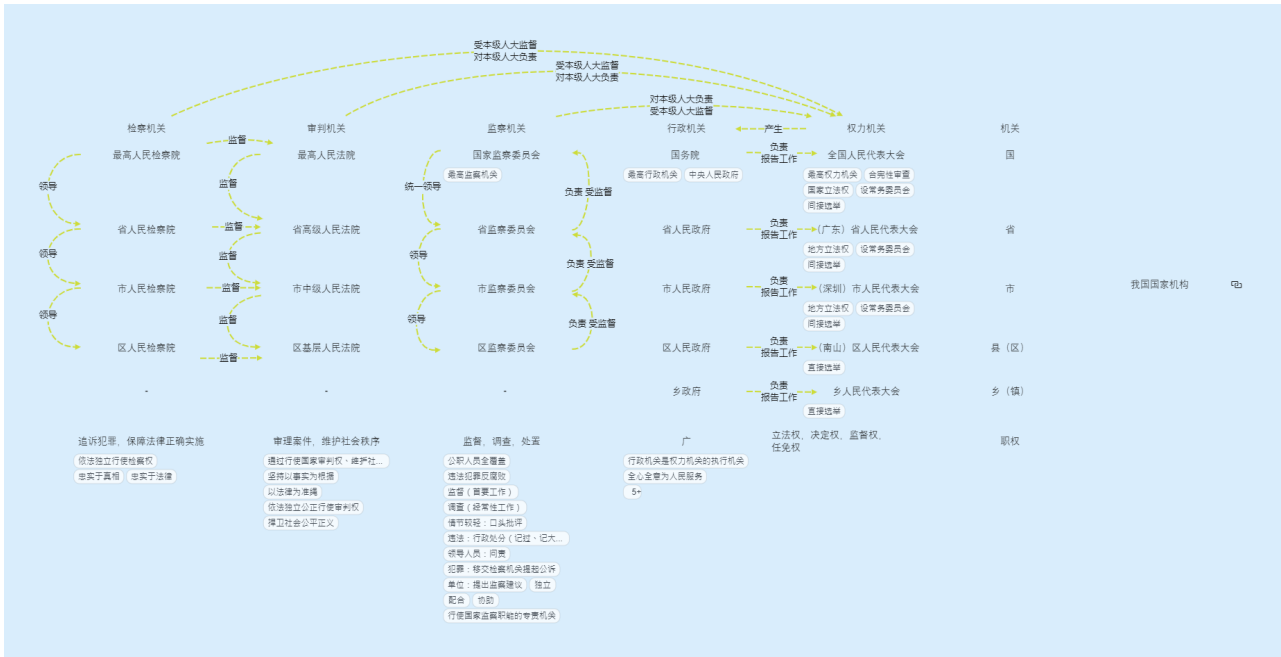 受本级人大监督
对本级人大负责
受本级人大监督
对本级人大负责
对本级人大负责
受本级人大监督
检察机关
审判机关
监察机关
行政机关
产生
权力机关
机关
监督
最高人民检察院
最高人民法院
国家监察委员会
国务院
负责
报告工作
全国人民代表大会
国
最高监察机关
最高行政机关
中央人民政府
最高权力机关
合宪性审查
国家立法权
设常务委员会
间接选举
领导
监督
统一领导
负责 受监督
省人民检察院
监督
省高级人民法院
省监察委员会
省人民政府
负责
报告工作
(广东)省人民代表大会
省
地方立法权
设常务委员会
间接选举
领导
监督
领导
负责 受监督
市人民检察院
监督
市中级人民法院
市监察委员会
市人民政府
负责
报告工作
(深圳)市人民代表大会
市
我国国家机构
地方立法权
设常务委员会
间接选举
领导
监督
领导
负责 受监督
区人民检察院
监督
区基层人民法院
区监察委员会
区人民政府
负责
报告工作
(南山)区人民代表大会
县(区)
直接选举
-
-
-
乡政府
负责
报告工作
乡人民代表大会
乡(镇)
直接选举
追诉犯罪、保障法律正确实施
审理案件、维护社会秩序
监督、调查、处置
广
立法权、决定权、监督权、
任免权
职权
依法独立行使检察权
忠实于真相
忠实于法律
通过行使国家审判权、维护社...
坚持以事实为根据
以法律为准绳
依法独立公正行使审判权
捍卫社会公平正义
公职人员全覆盖
违法犯罪反腐败
监督(首要工作)
调查(经常性工作)
情节较轻:口头批评
违法:行政处分(记过、记大...
领导人员:问责
犯罪:移交检察机关提起公诉
单位:提出监察建议
独立
配合
协助
行使国家监察职能的专责机关
行政机关是权力机关的执行机关
全心全意为人民服务
5+